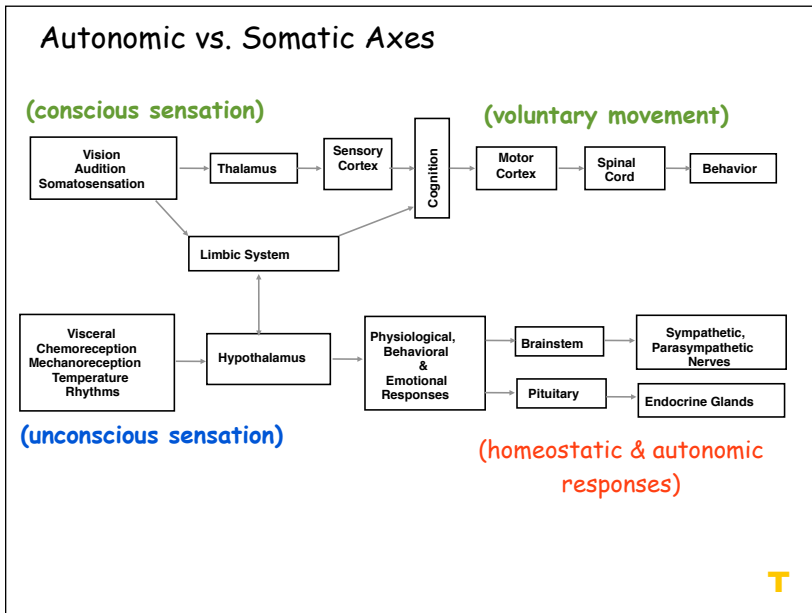 Autonomic vs. Somatic Axes
(conscious sensation)
(voluntary movement)
Vision
Audition
Somatosensation
Thalamus
Sensory
Cortex
Cognition
Motor
Cortex
Spinal
Cord
Behavior
Limbic System
Visceral
Chemoreception
Mechanoreception
Temperature
Rhythms
Hypothalamus
Physiological,
Behavioral
&
Emotional
Responses
Brainstem
Sympathetic,
Parasympathetic
Nerves
Pituitary
Endocrine Glands
(unconscious sensation)
(homeostatic & autonomic
responses)
T